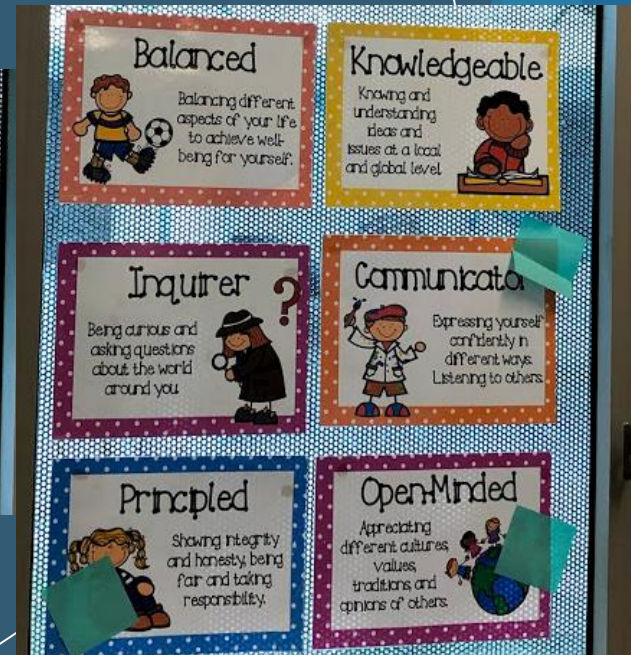 Balanced
Balancing different
aspects of your life
to achieve well-
being for yourself.
Knowledgeable
Knowing and
understanding
ideas and
issues at a local
and global level
Inquirer
?
Being curious and
asking questions
about the world
around you
Communicato
Expressing yourself
confidently in
different ways.
Listening to others.
Principled
Showing integrity
and honesty, being
fair and taking
responsibility.
Open-Minded
Appreciating
different cultures,
values,
traditions, and
opinions of others.